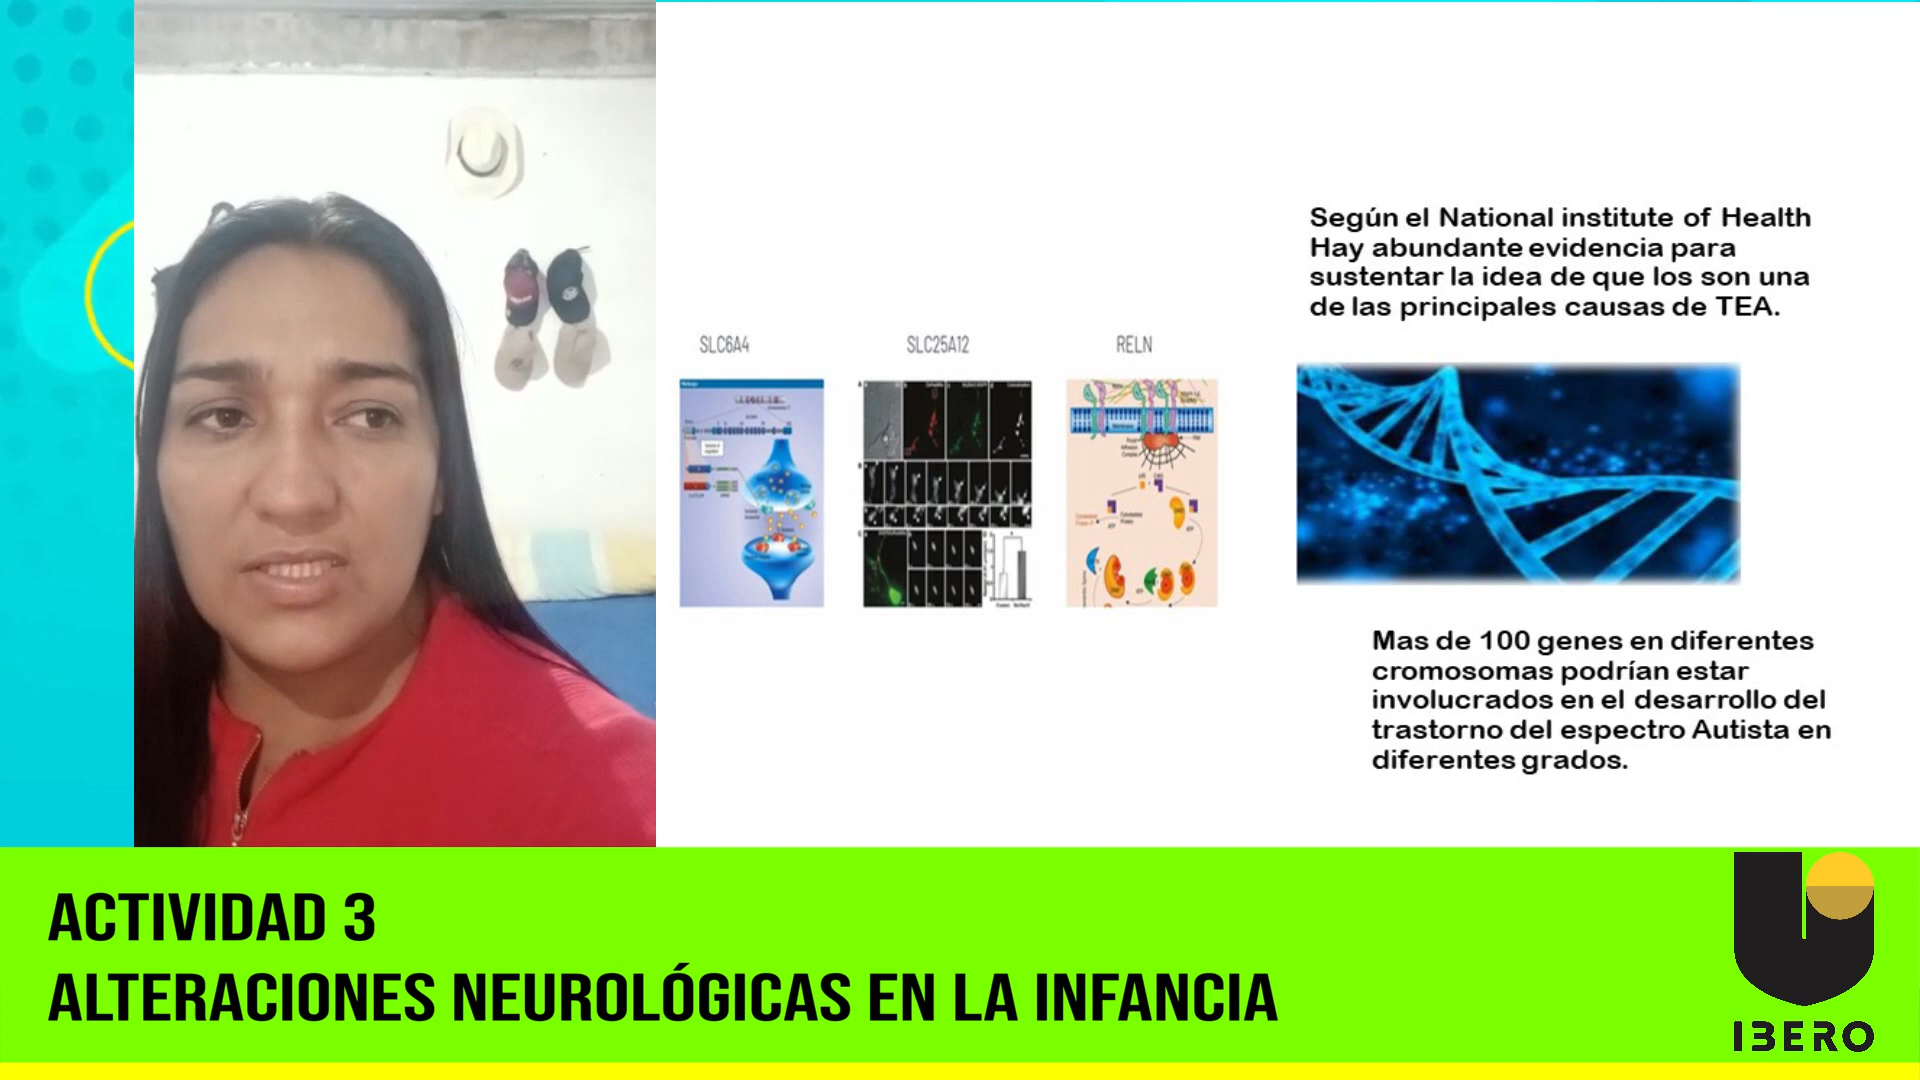 Según el National institute of Health
Hay abundante evidencia para
sustentar la idea de que los son una
de las principales causas de TEA.
SLC6A4
SLC25A12
RELN
Mas de 100 genes en diferentes
cromosomas podrían estar
involucrados en el desarrollo del
trastorno del espectro Autista en
diferentes grados.
ACTIVIDAD 3
ALTERACIONES NEUROLÓGICAS EN LA INFANCIA
IBERO